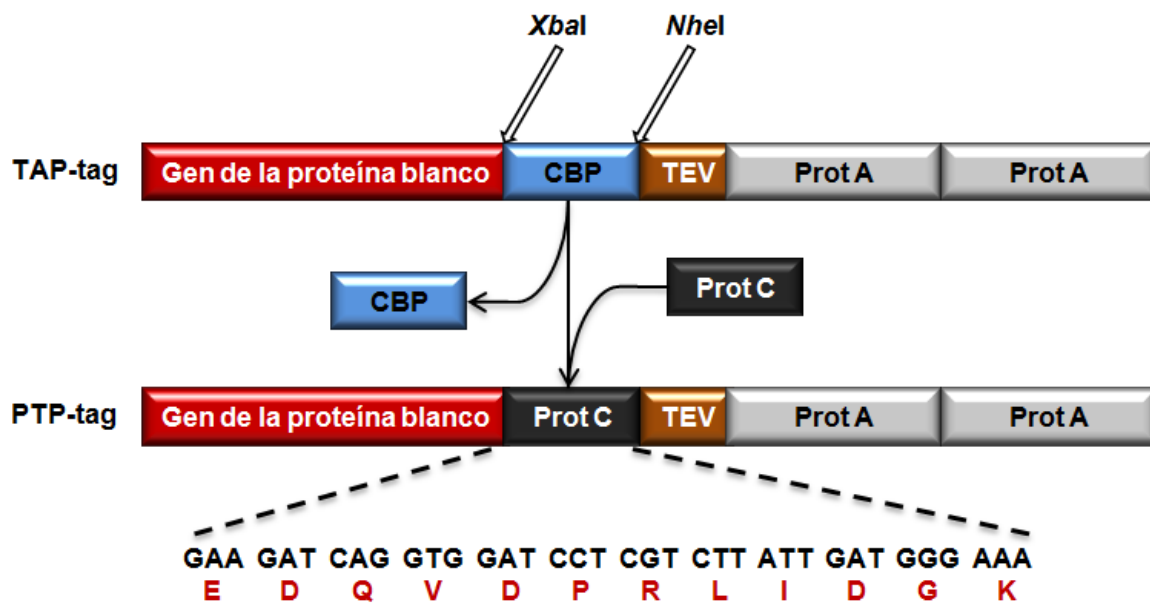 XbaI NheI
TAP-tag Gen de la proteína blanco CBP TEV Prot A Prot A
CBP Prot C
PTP-tag Gen de la proteína blanco Prot C TEV Prot A Prot A
GAA GAT CAG GTG GAT CCT CGT CTT ATT GAT GGG AAA
E D Q V D P R L I D G K